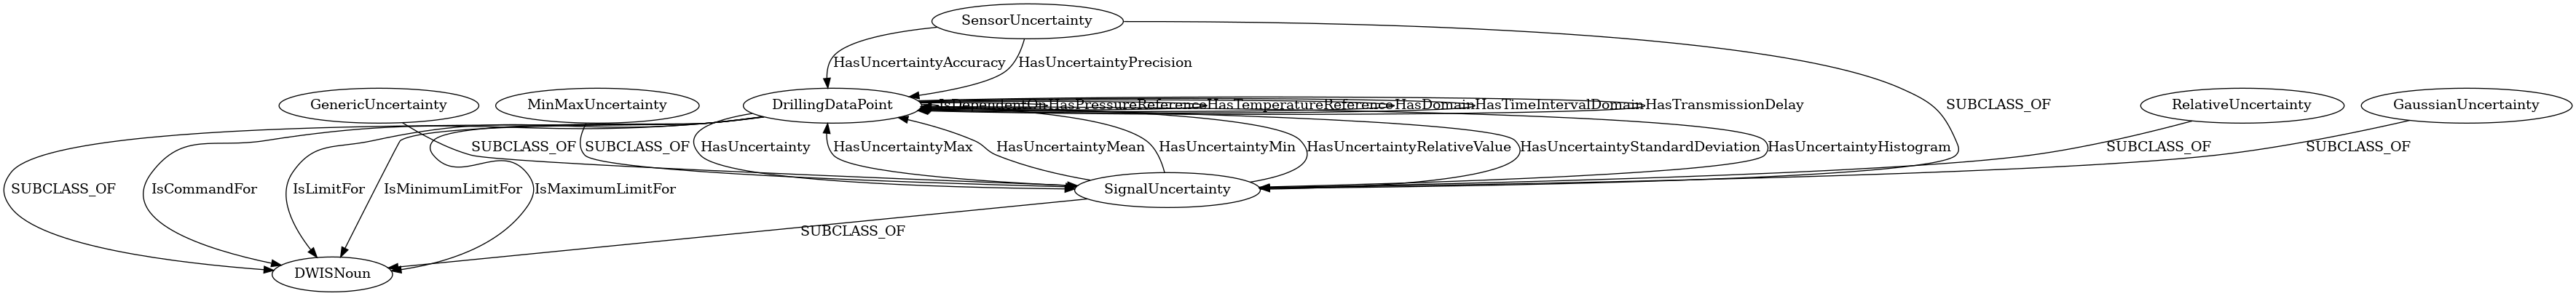 SensorUncertainty
HasUncertaintyAccuracy
HasUncertaintyPrecision
GenericUncertainty
MinMaxUncertainty
DrillingDataPoint
IsDependentOn
HasPressureReference
HasTemperatureReference
HasDomain
HasTimeIntervalDomain
HasTransmissionDelay
SUBCLASS_OF
RelativeUncertainty
GaussianUncertainty
SUBCLASS_OF
SUBCLASS_OF
HasUncertainty
HasUncertaintyMax
HasUncertaintyMean
HasUncertaintyMin
HasUncertaintyRelativeValue
HasUncertaintyStandardDeviation
HasUncertaintyHistogram
SUBCLASS_OF
SUBCLASS_OF
SUBCLASS_OF
IsCommandFor
IsLimitFor
IsMinimumLimitFor
IsMaximumLimitFor
SignalUncertainty
SUBCLASS_OF
DWISNoun